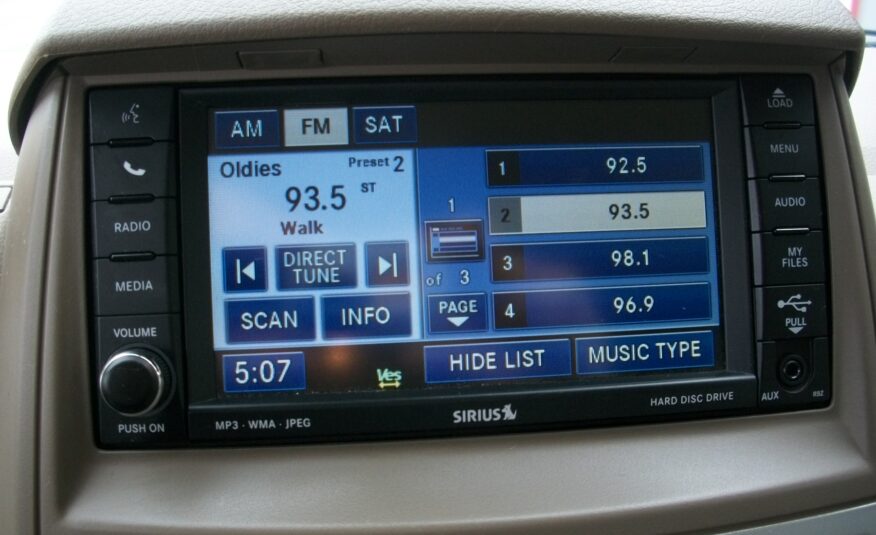 AM FM SAT
Oldies Preset 2
93.5 ST
Walk
DIRECT
TUNE
SCAN INFO
1
of 3
PAGE
1 92.5
2 93.5
3 98.1
4 96.9
5:07 Ves HIDE LIST MUSIC TYPE
RADIO
MEDIA
VOLUME
PUSH ON
LOAD
MENU
AUDIO
MY
FILES
PULL
AUX RBZ
MP3 · WMA · JPEG SIRIUS HARD DISC DRIVE